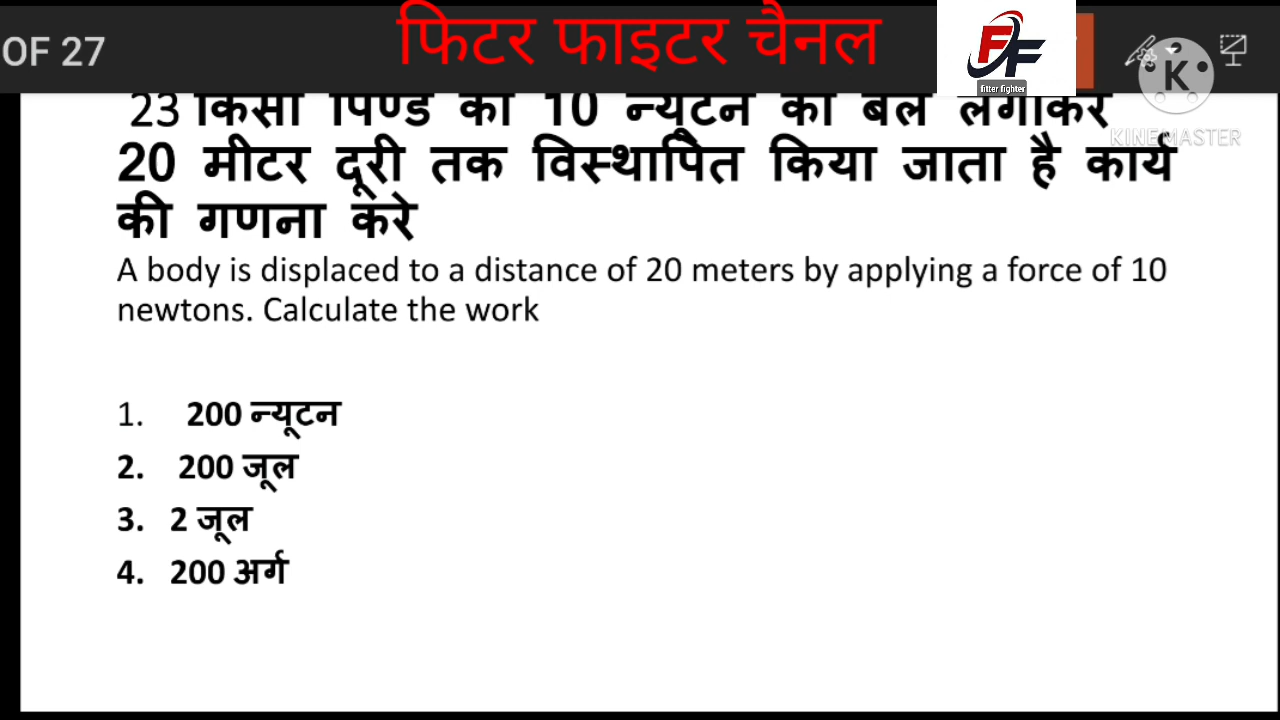 फिटर फाइटर चैनल
OF 27
FF
fitter fighter
K
KINEMASTER
23 किसी पिण्ड को 10 न्यूटन का बल लगाकर
20 मीटर दूरी तक विस्थापित किया जाता है कार्य
की गणना करे
A body is displaced to a distance of 20 meters by applying a force of 10
newtons. Calculate the work
1. 200 न्यूटन
2. 200 जूल
3. 2 जूल
4. 200 अर्ग